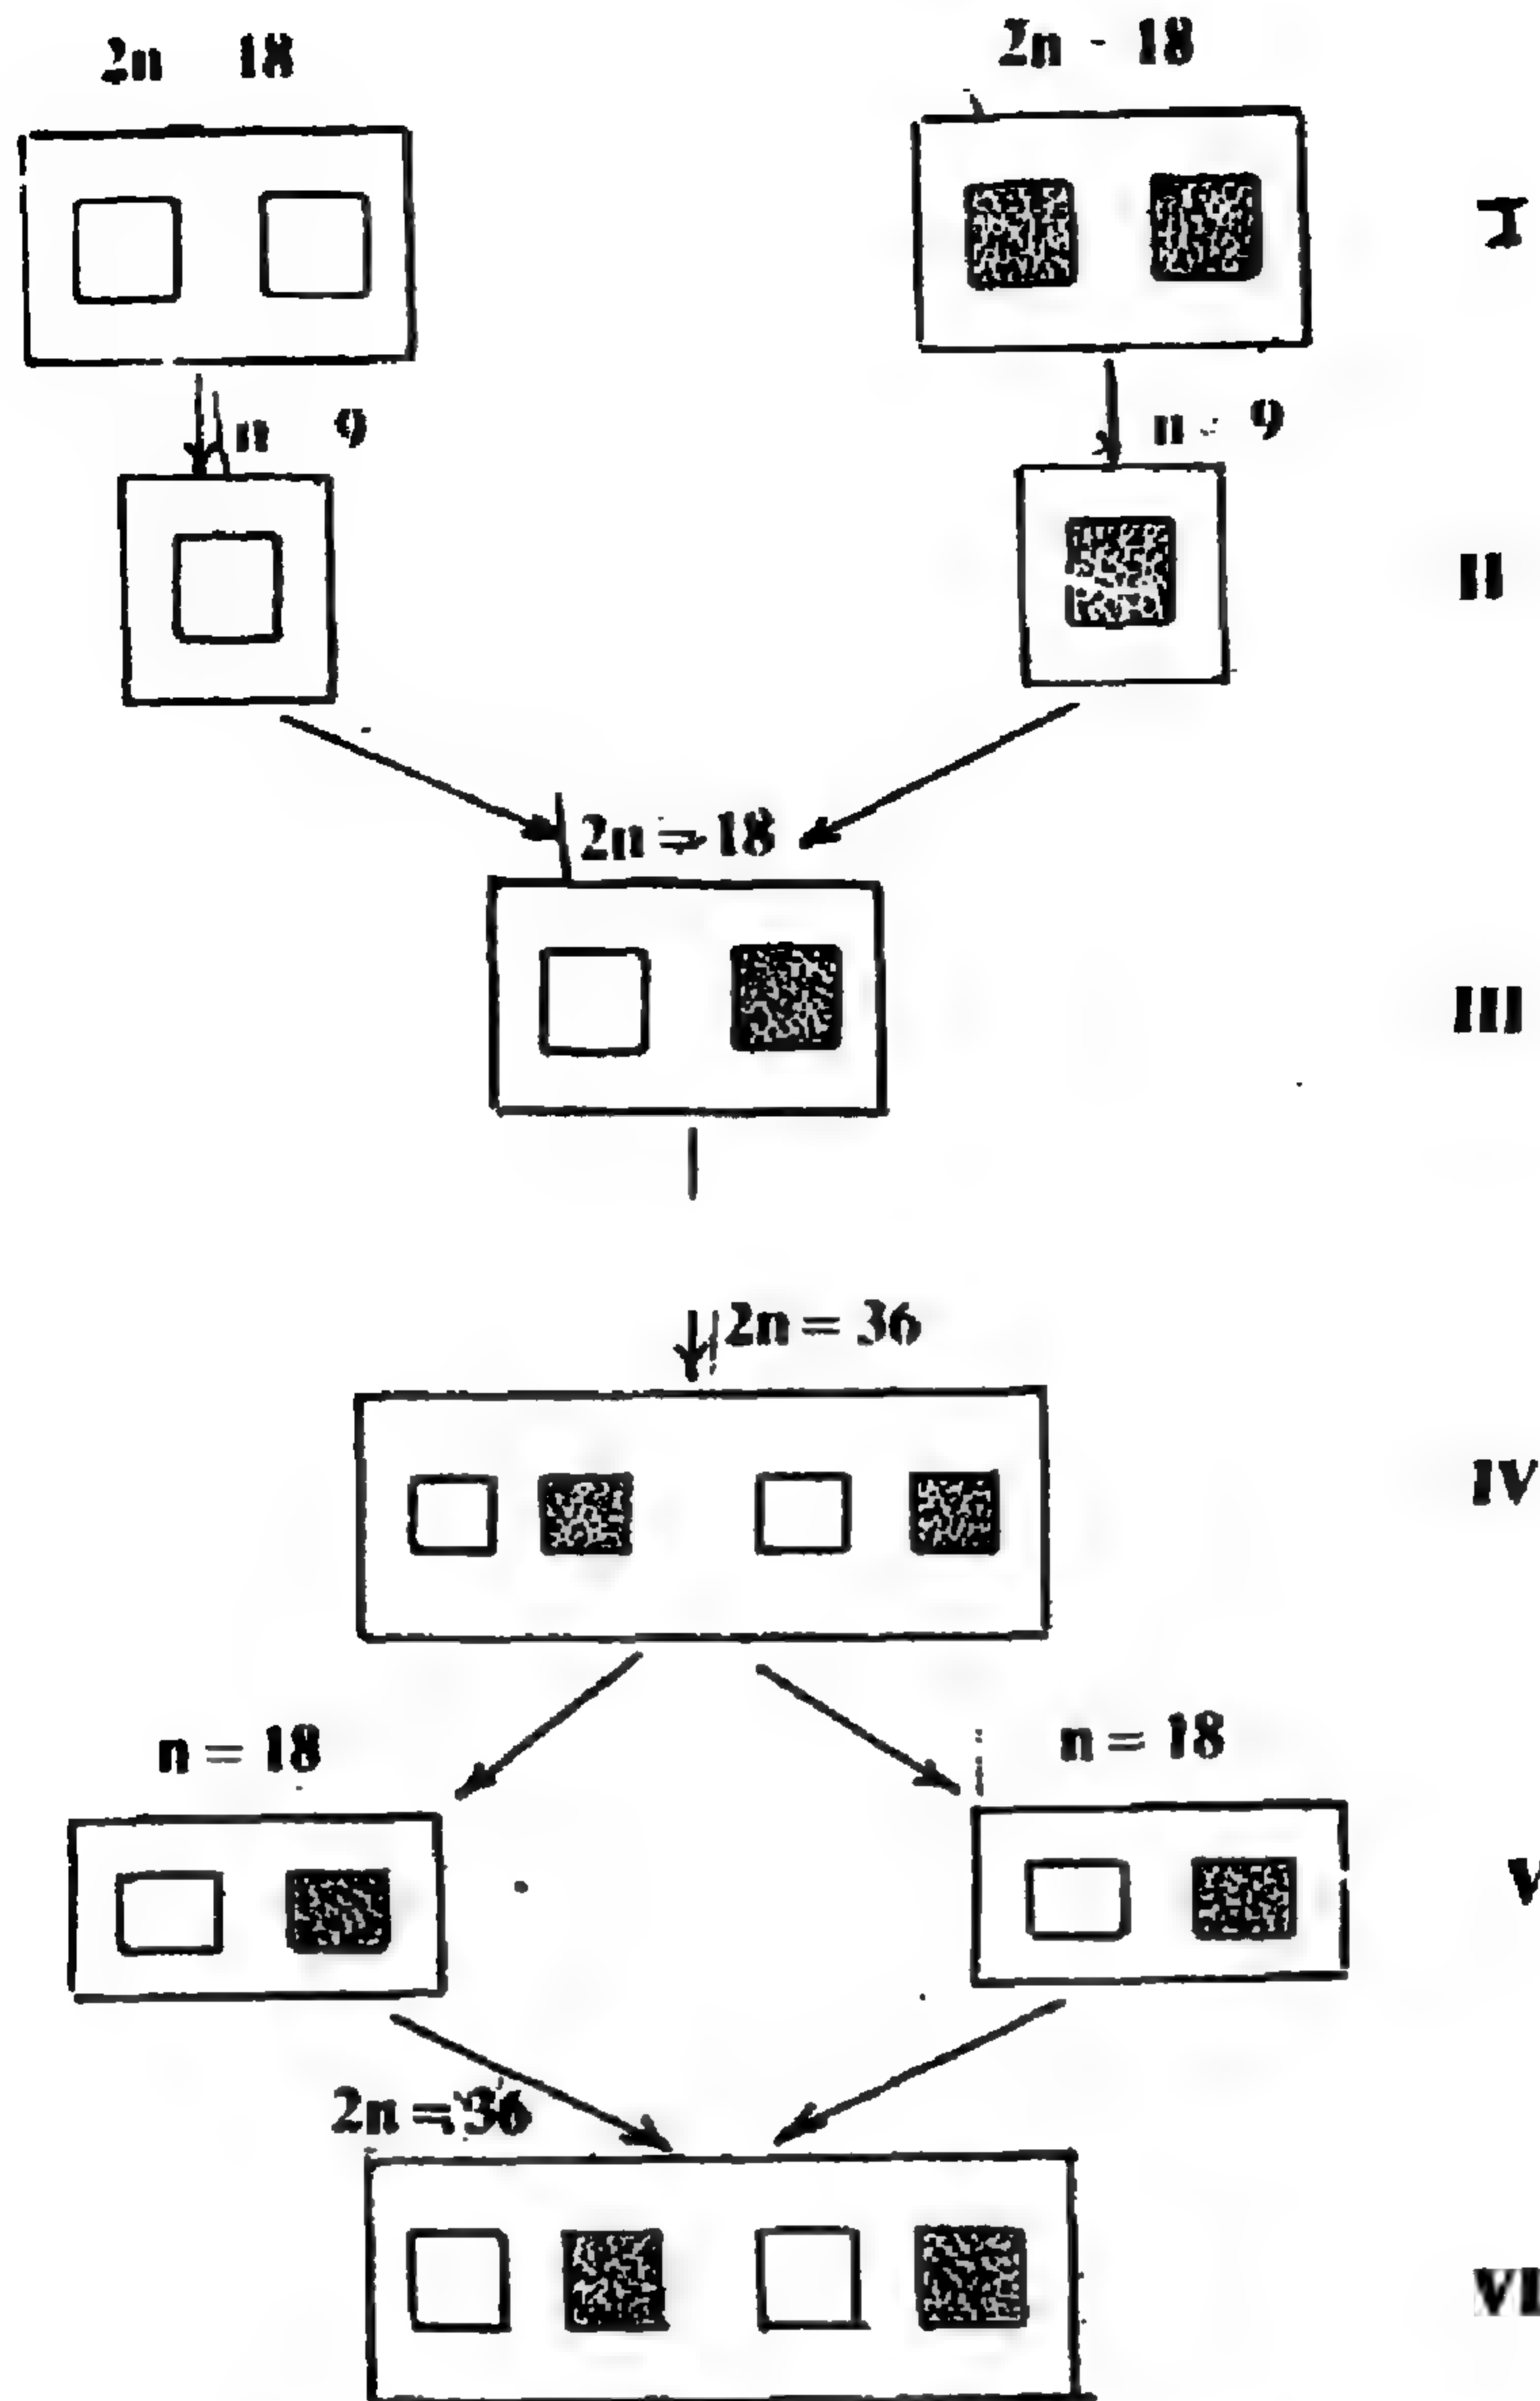 2n 18
2n - 18
I
n 9
n - 9
II
2n = 18
III
2n = 36
IV
n = 18
n = 18
V
2n = 36
VI